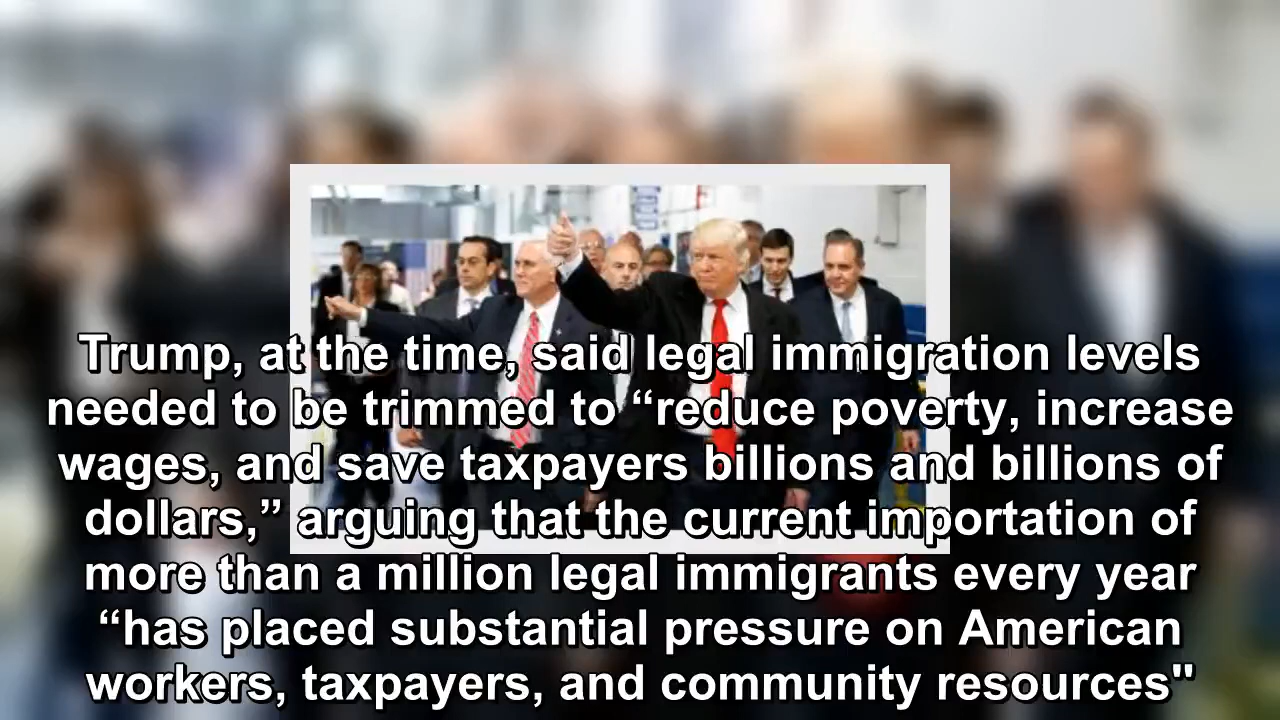 Trump, at the time, said legal immigration levels
needed to be trimmed to “reduce poverty, increase
wages, and save taxpayers billions and billions of
dollars,” arguing that the current importation of
more than a million legal immigrants every year
“has placed substantial pressure on American
workers, taxpayers, and community resources"